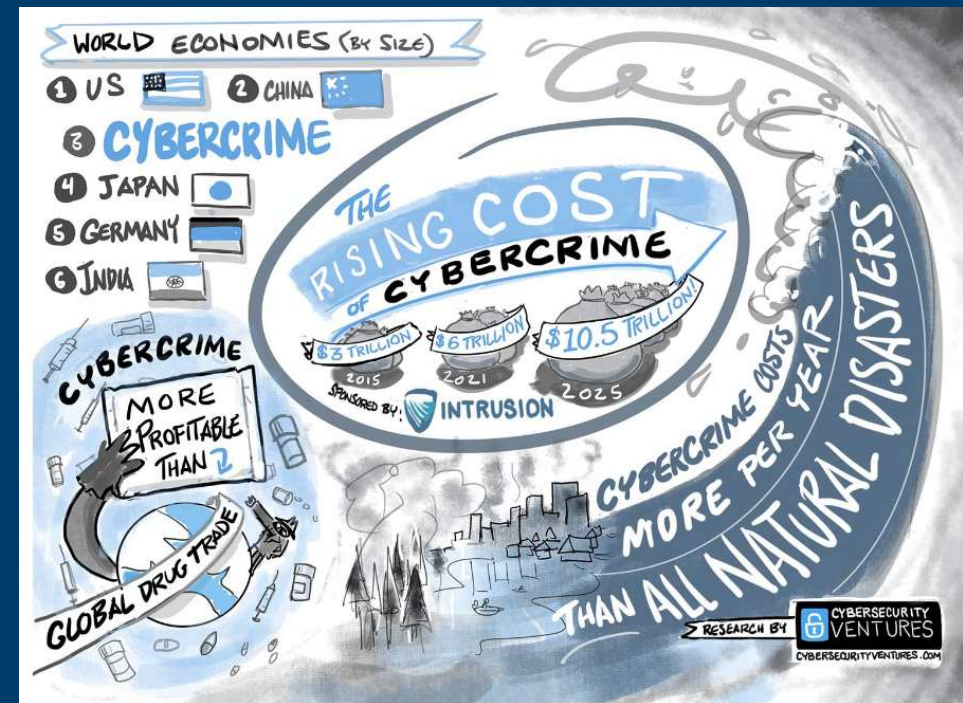 WORLD ECONOMIES (BY SIZE)
1 US
2 CHINA
3 CYBERCRIME
4 JAPAN
5 GERMANY
6 INDIA
THE
RISING COST
OF CYBERCRIME
$3 TRILLION
2015
$6 TRILLION
2021
$10.5 TRILLION!
2025
SPONSORED BY:
INTRUSION
CYBERCRIME
MORE
PROFITABLE
THAN
GLOBAL DRUG TRADE
CYBERCRIME COSTS
MORE PER YEAR
THAN ALL NATURAL DISASTERS
RESEARCH BY
CYBERSECURITY
VENTURES
CYBERSECURITYVENTURES.COM